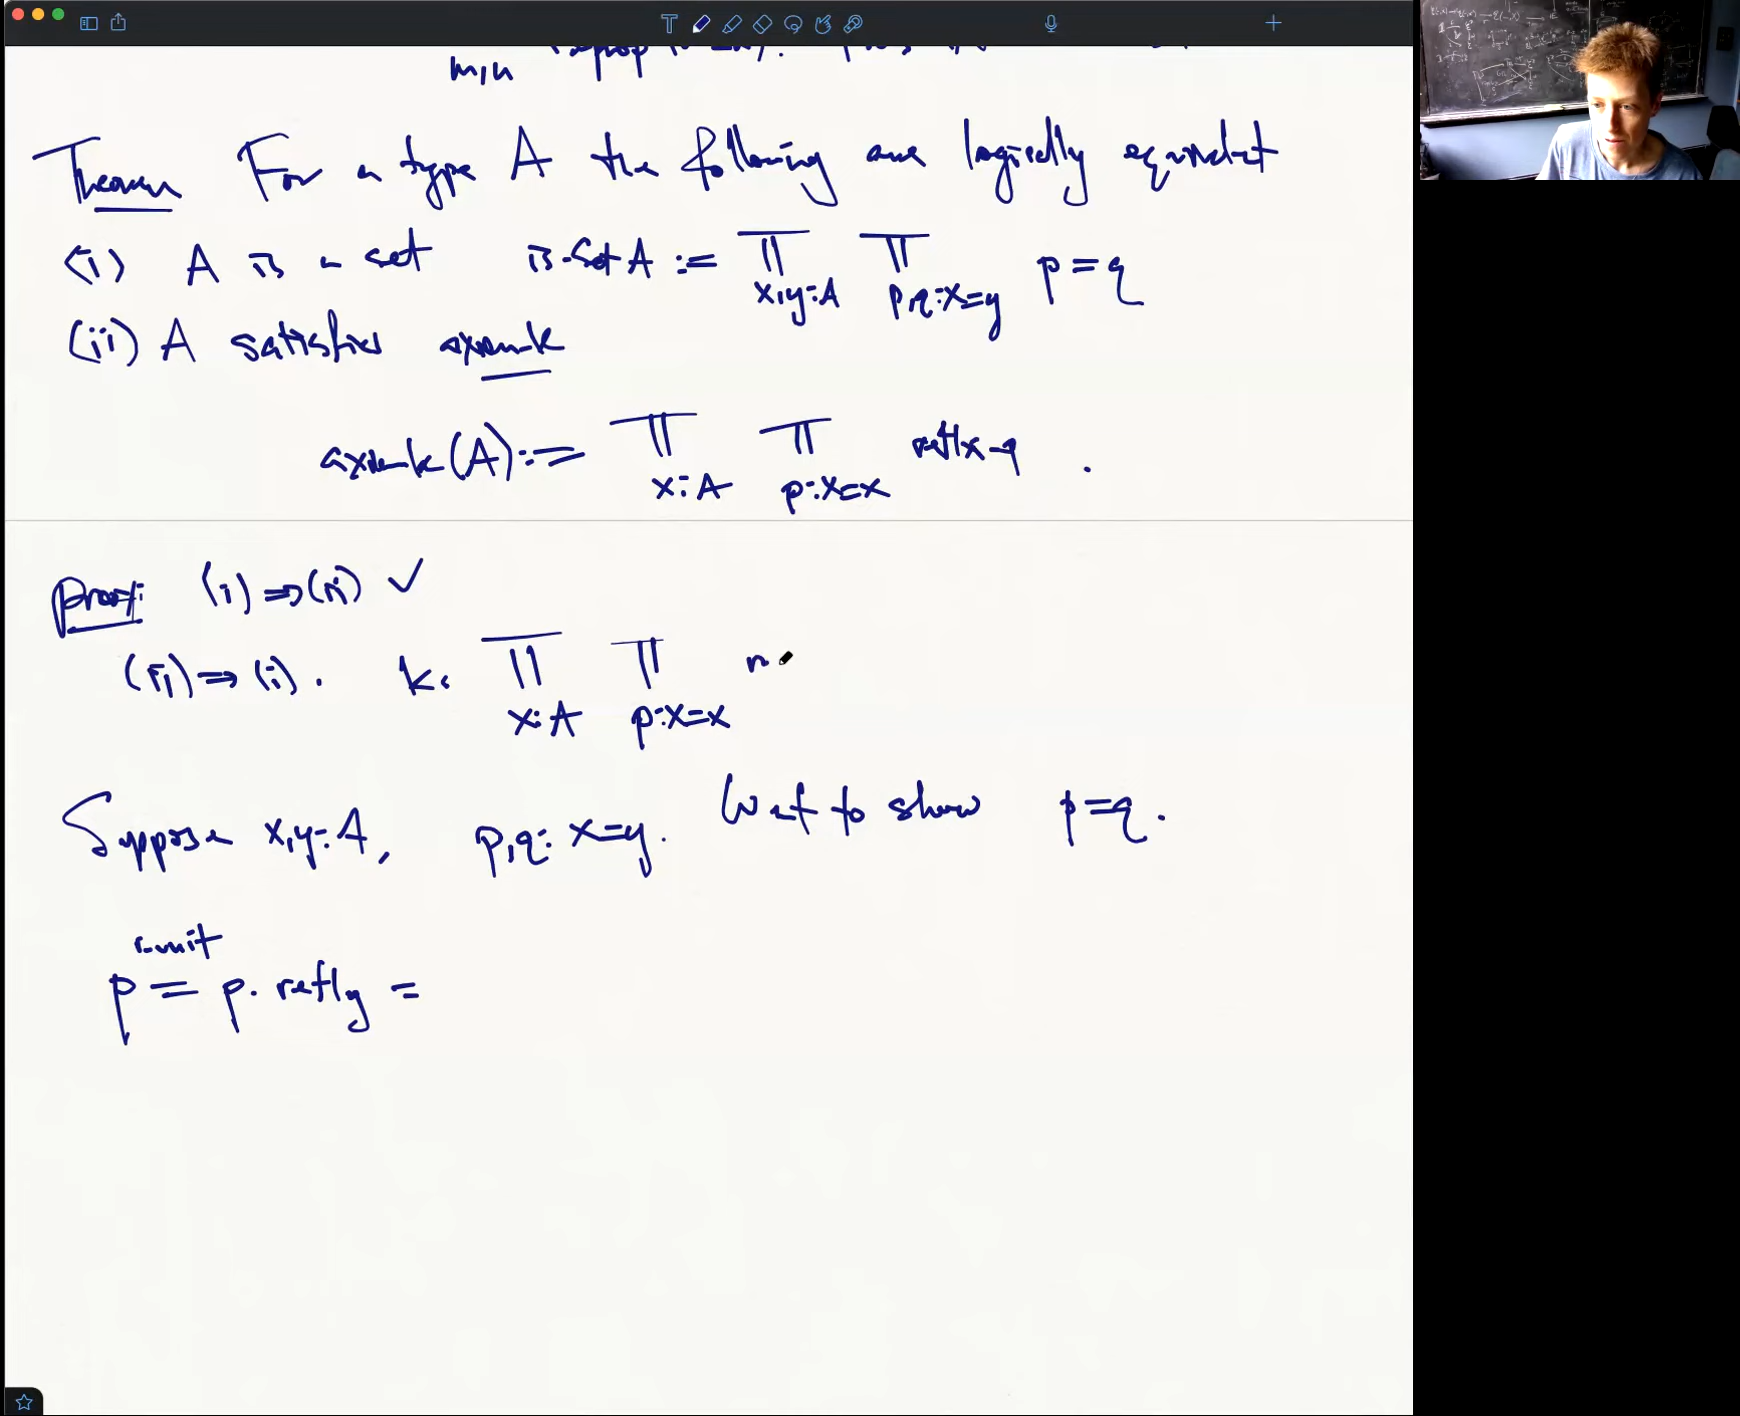 m,n
Theorem For a type A the following are logically equivalent
(i) A is a set is-set A := Π x,y:A Π p,q:x=y p=q
(ii) A satisfies axiom k
axiom-k(A) := Π x:A Π p:x=x refl x = p .
proof: (i)⇒(ii) ✓
(ii)⇒(i). k: Π x:A Π p:x=x r
Suppose x,y:A, p,q: x=y. Want to show p=q.
r-unit
p = p. refl y =